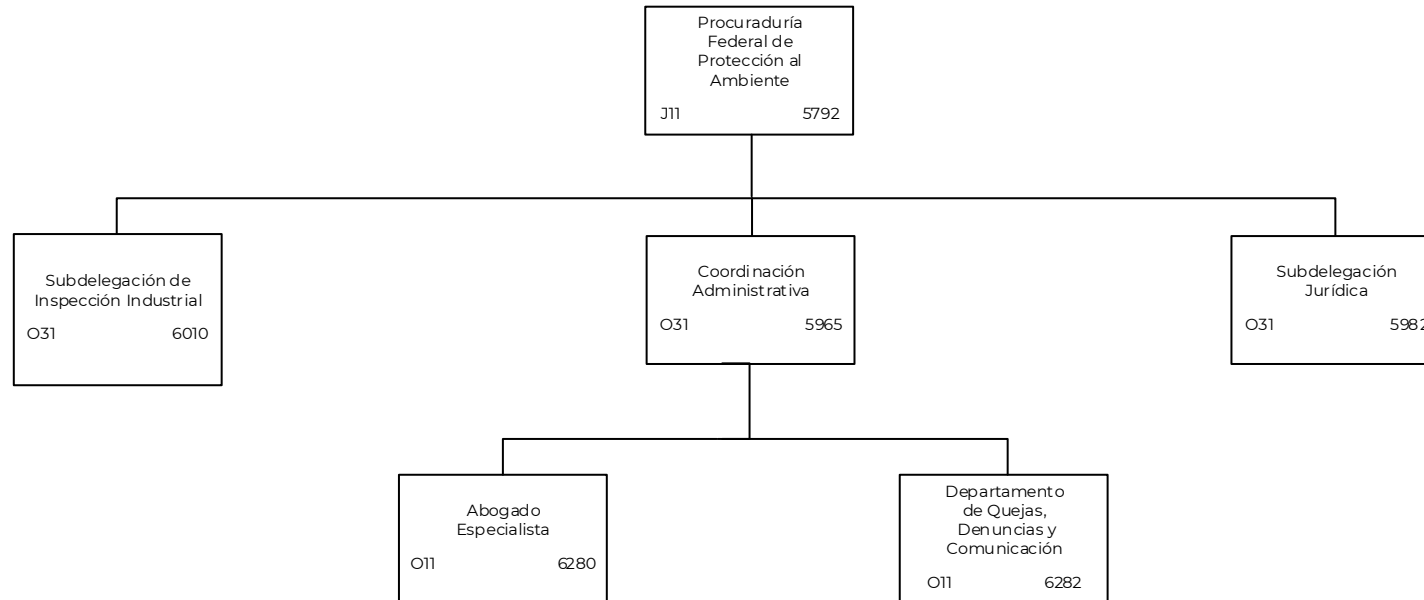 Procuraduría
Federal de
Protección al
Ambiente
J11 5792
Subdelegación de
Inspección Industrial
O31 6010
Coordinación
Administrativa
O31 5965
Subdelegación
Jurídica
O31 5982
Abogado
Especialista
O11 6280
Departamento
de Quejas,
Denuncias y
Comunicación
O11 6282